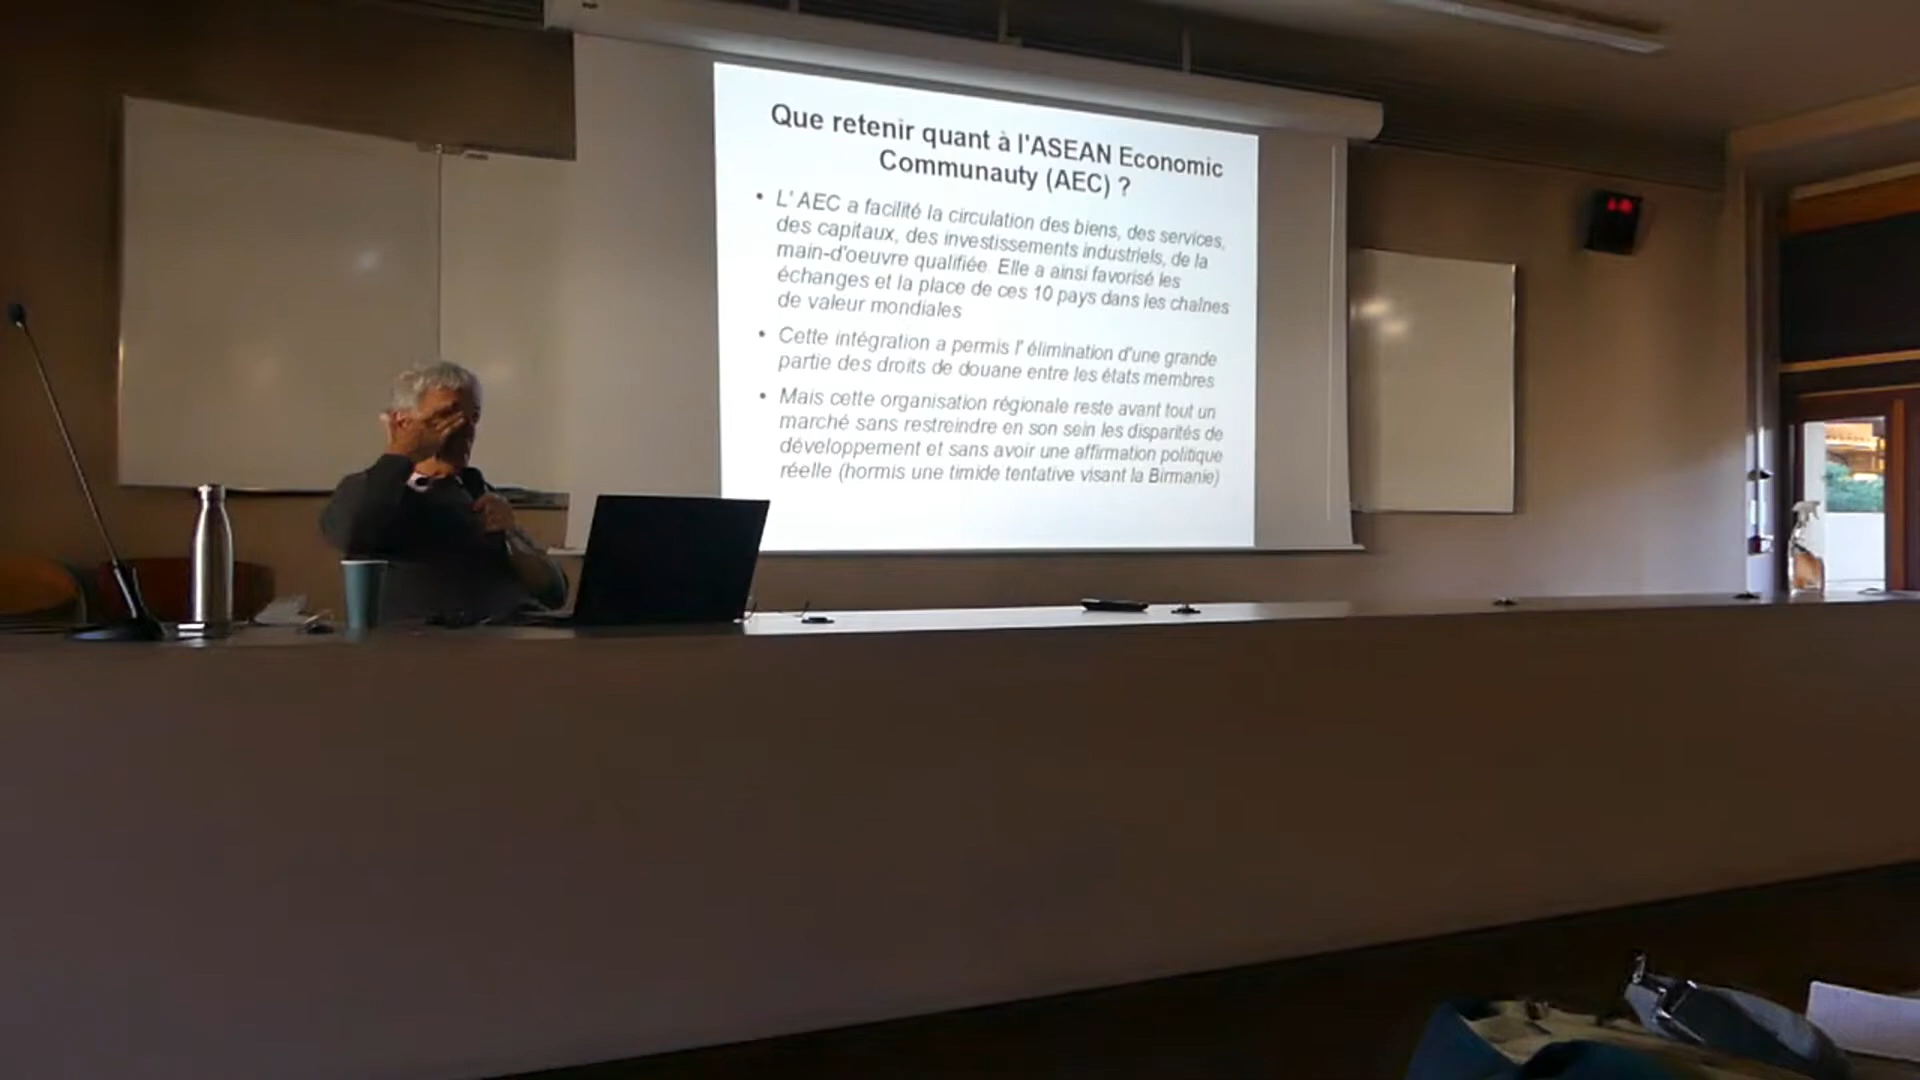 Que retenir quant à l'ASEAN Economic
Communauty (AEC) ?
• L' AEC a facilité la circulation des biens, des services,
des capitaux, des investissements industriels, de la
main-d'oeuvre qualifiée. Elle a ainsi favorisé les
échanges et la place de ces 10 pays dans les chaînes
de valeur mondiales
• Cette intégration a permis l' élimination d'une grande
partie des droits de douane entre les états membres
• Mais cette organisation régionale reste avant tout un
marché sans restreindre en son sein les disparités de
développement et sans avoir une affirmation politique
réelle (hormis une timide tentative visant la Birmanie)